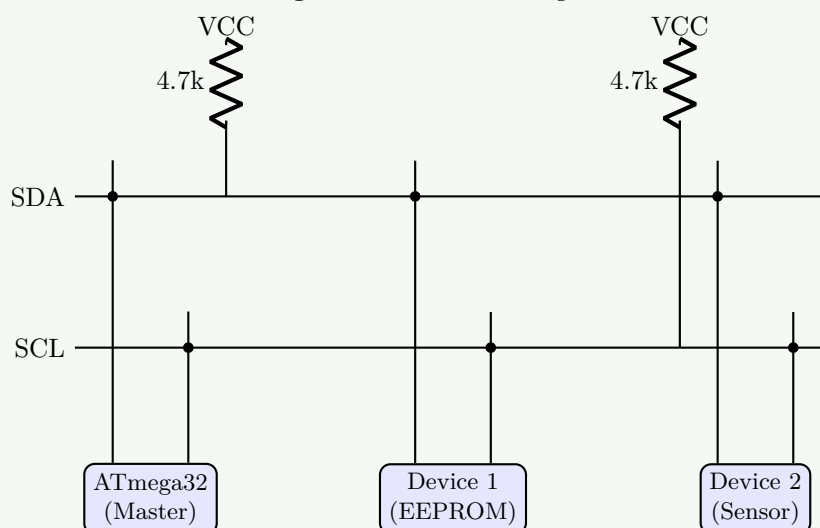 VCC
VCC
4.7k
4.7k
SDA
SCL
ATmega32
(Master)
Device 1
(EEPROM)
Device 2
(Sensor)